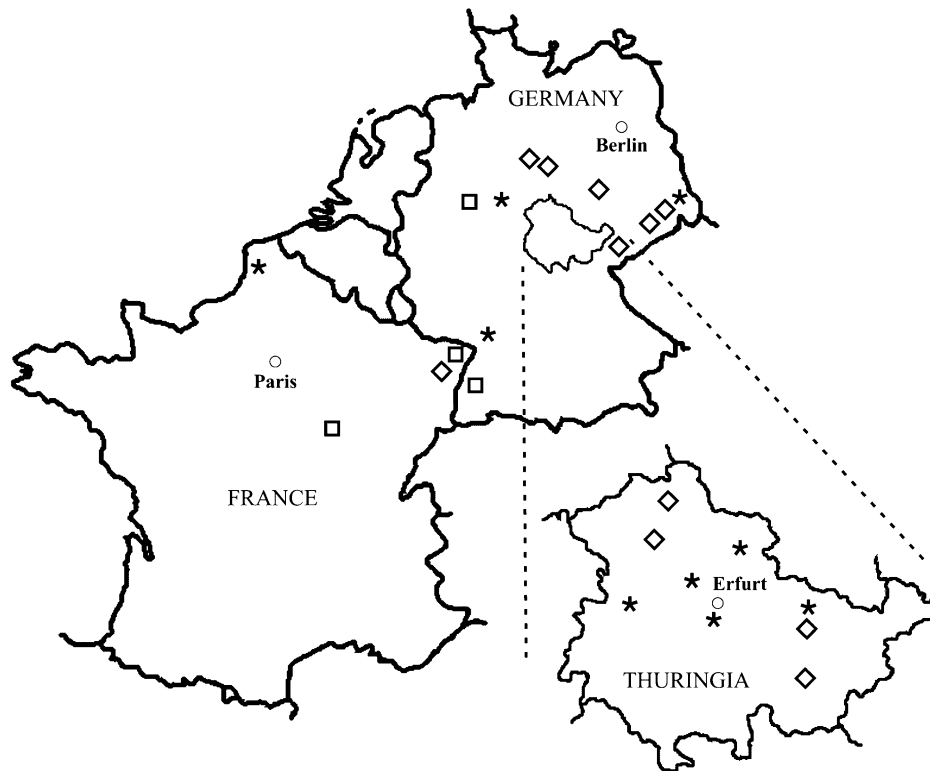 GERMANY
Berlin
Paris
FRANCE
Erfurt
THURINGIA